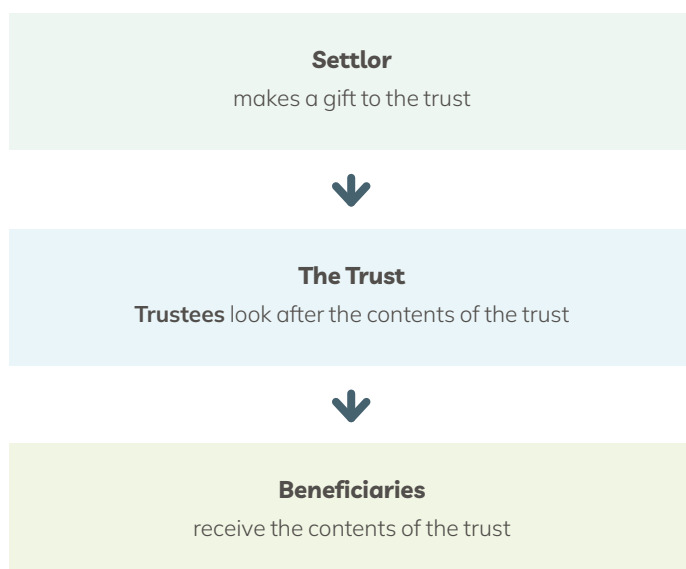 Settlor
makes a gift to the trust
The Trust
Trustees look after the contents of the trust
Beneficiaries
receive the contents of the trust